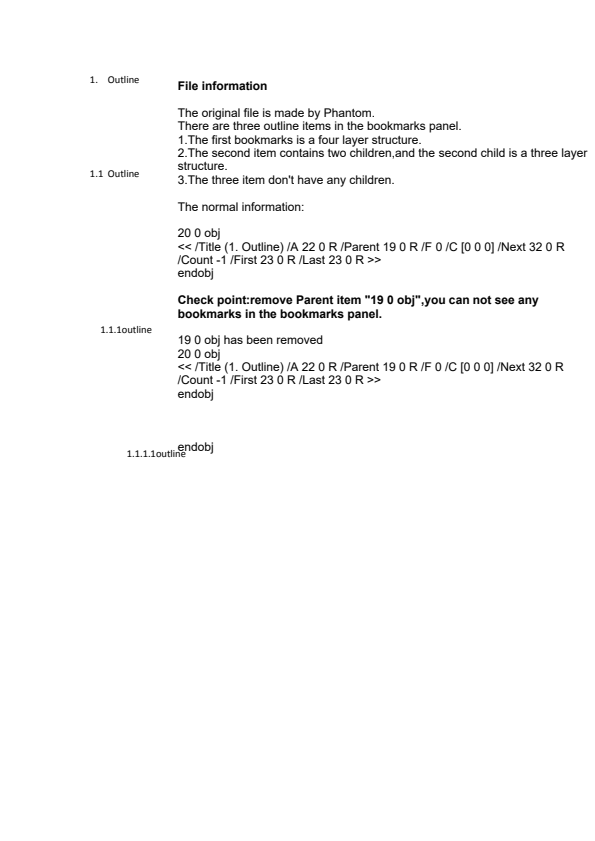 1. Outline
File information
The original file is made by Phantom.
There are three outline items in the bookmarks panel.
1.The first bookmarks is a four layer structure.
2.The second item contains two children,and the second child is a three layer
structure.
1.1 Outline
3.The three item don't have any children.
The normal information:
20 0 obj
<< /Title (1. Outline) /A 22 0 R /Parent 19 0 R /F 0 /C [0 0 0] /Next 32 0 R
/Count -1 /First 23 0 R /Last 23 0 R >>
endobj
Check point:remove Parent item "19 0 obj",you can not see any
bookmarks in the bookmarks panel.
1.1.1outline
19 0 obj has been removed
20 0 obj
<< /Title (1. Outline) /A 22 0 R /Parent 19 0 R /F 0 /C [0 0 0] /Next 32 0 R
/Count -1 /First 23 0 R /Last 23 0 R >>
endobj
endobj
1.1.1.1outline